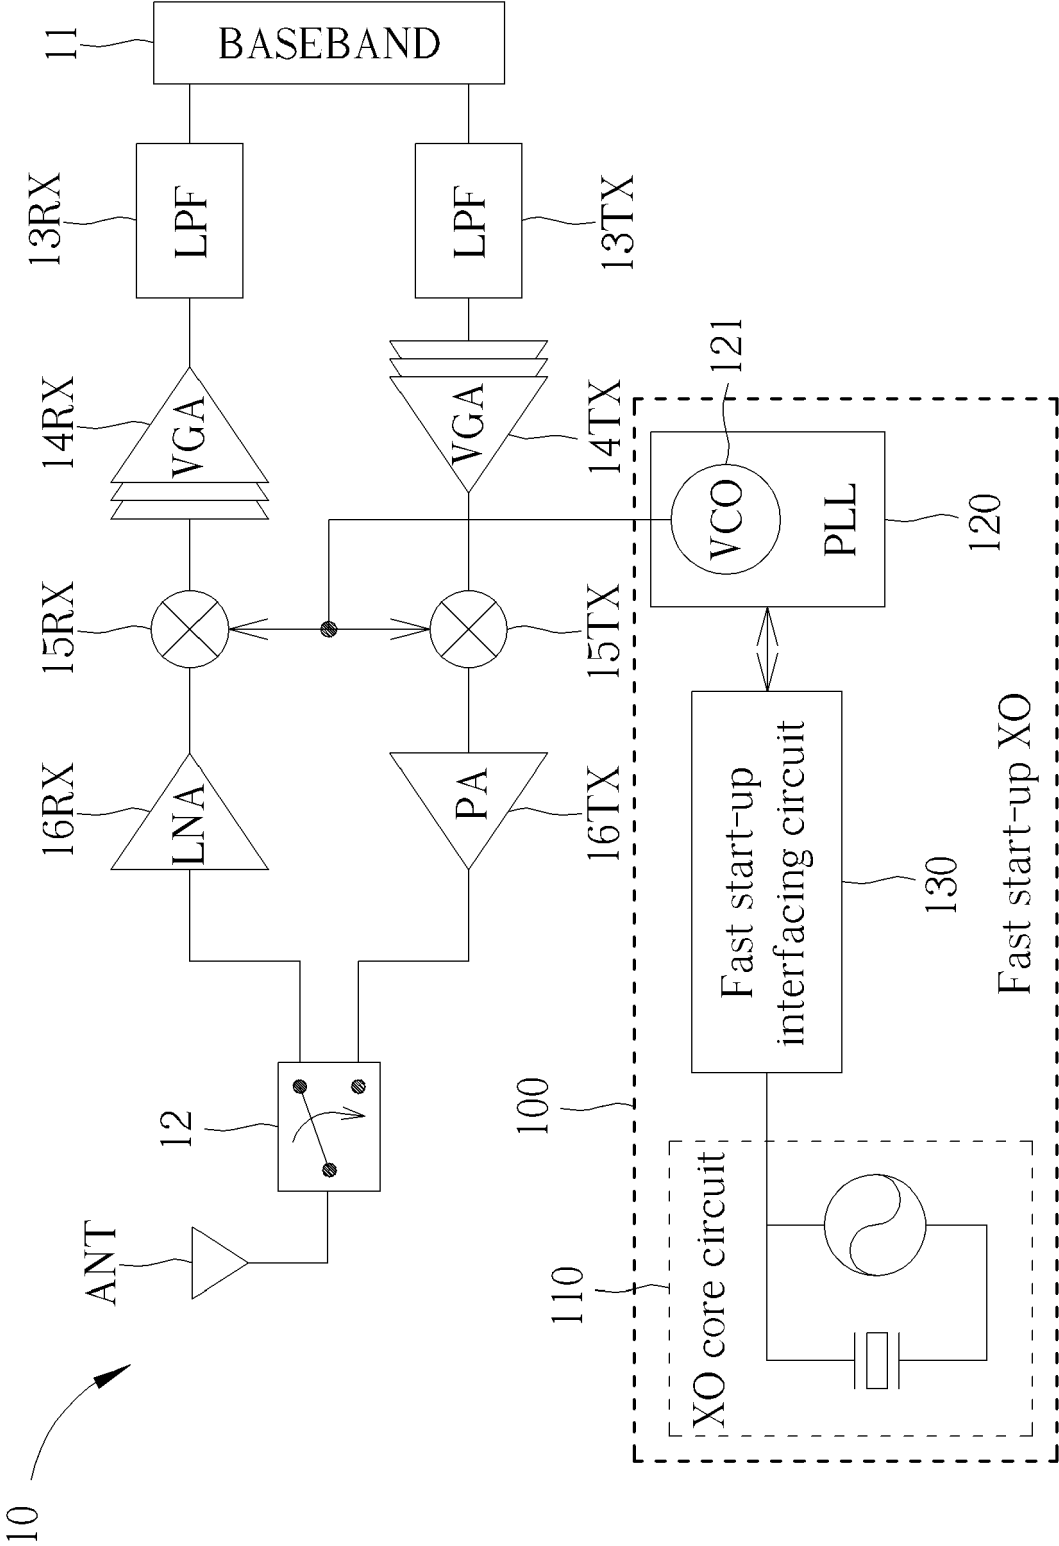 10
ANT
12
16RX
LNA
15RX
14RX
VGA
13RX
LPF
11
BASEBAND
PA
16TX
15TX
VGA
14TX
LPF
13TX
100
110
XO core circuit
Fast start-up
interfacing circuit
130
VCO
121
PLL
120
Fast start-up XO